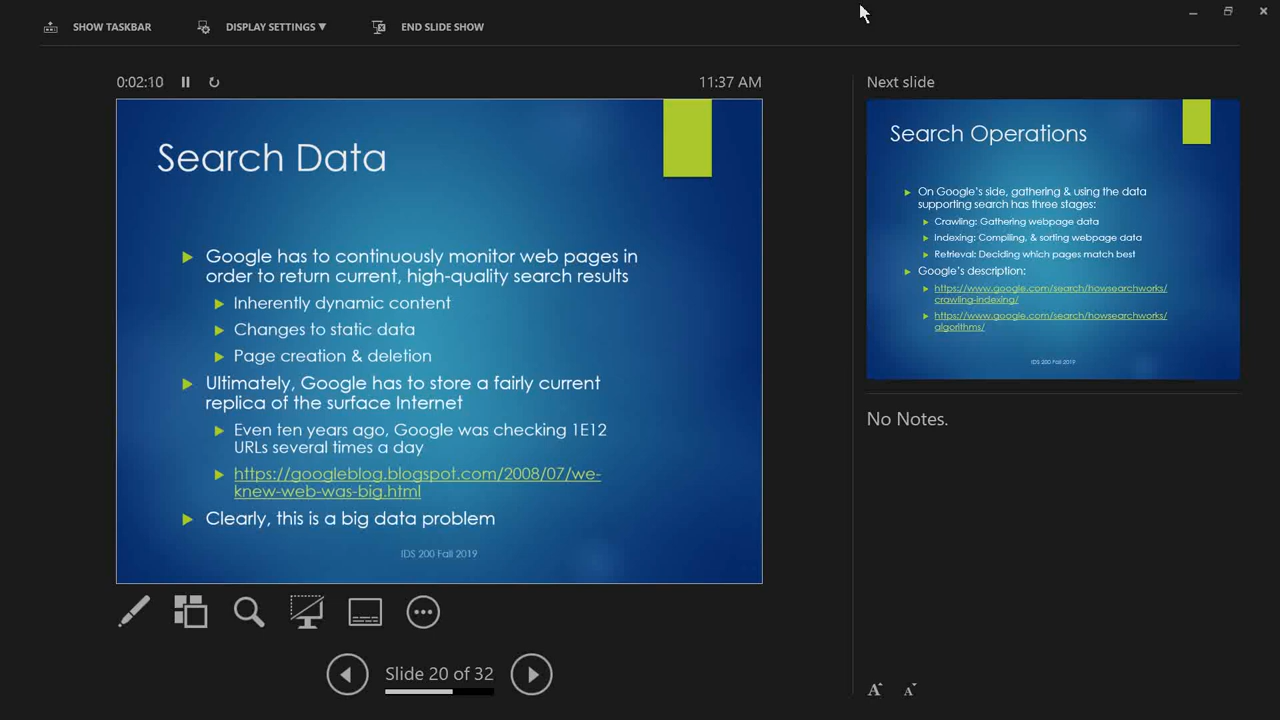 SHOW TASKBAR
DISPLAY SETTINGS
END SLIDE SHOW
0:02:10
11:37 AM
Search Data
Google has to continuously monitor web pages in
order to return current, high-quality search results
Inherently dynamic content
Changes to static data
Page creation & deletion
Ultimately, Google has to store a fairly current
replica of the surface Internet
Even ten years ago, Google was checking 1E12
URLs several times a day
https://googleblog.blogspot.com/2008/07/we-
knew-web-was-big.html
Clearly, this is a big data problem
IDS 200 Fall 2019
Slide 20 of 32
Next slide
Search Operations
On Google's side, gathering & using the data
supporting search has three stages:
Crawling: Gathering webpage data
Indexing: Compiling, & sorting webpage data
Retrieval: Deciding which pages match best
Google's description:
https://www.google.com/search/howsearchworks/
crawling-indexing/
https://www.google.com/search/howsearchworks/
algorithms/
IDS 200 Fall 2019
No Notes.
A A